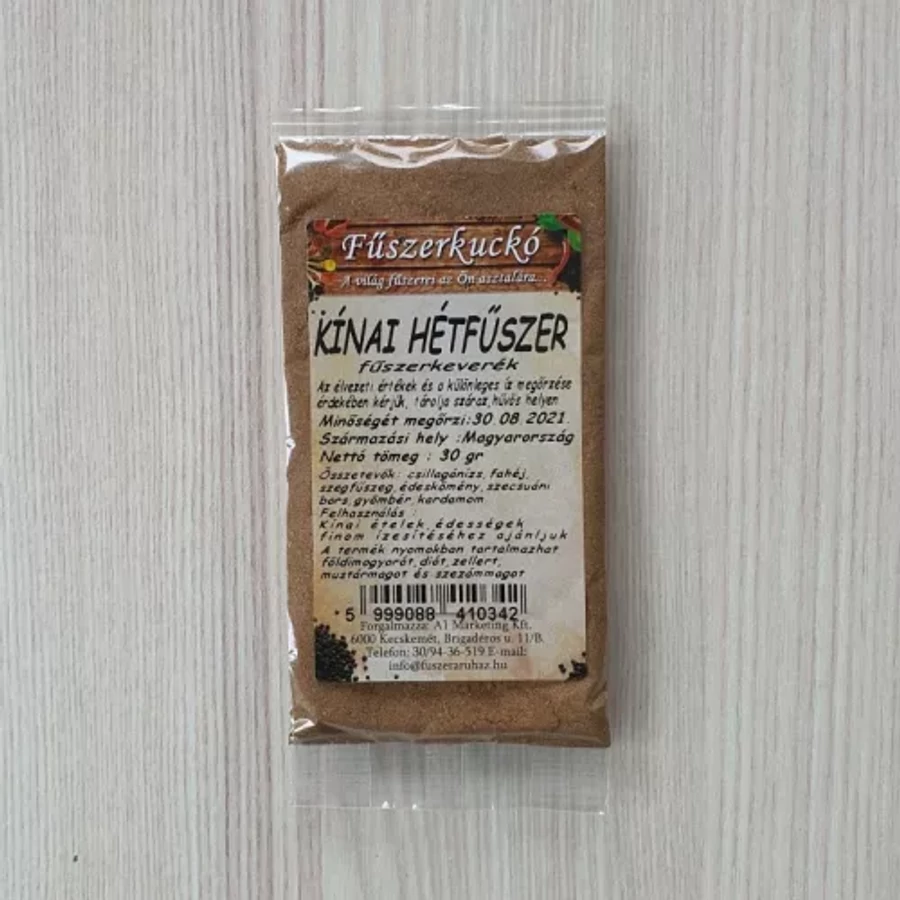 Fűszerkuckó
A világ fűszerei az Ön asztalára...
KÍNAI HÉTFŰSZER
fűszerkeverék
Az élvezeti értékek és a különleges íz megőrzése
érdekében kérjük, tárolja száraz,hűvös helyen
Minőségét megőrzi:30.08.2021.
Származási hely :Magyarország
Nettó tömeg : 30 gr
Összetevők: csillagánizs, fahéj,
szegfűszeg,édeskömény, szecsuáni
bors,gyömbér, kardamom
Felhasználás :
Kínai ételek,édességek
finom ízesítéséhez ajánljuk
A termék nyomokban tartalmazhat
földimogyorót,diót,zellert,
mustármagot és szezámmagot
5 999088 410342
Forgalmazza: A1 Marketing Kft.
6000 Kecskemét, Brigadéros u. 11/B.
Telefon: 30/94-36-519 E-mail:
info@fuszeraruhaz.hu